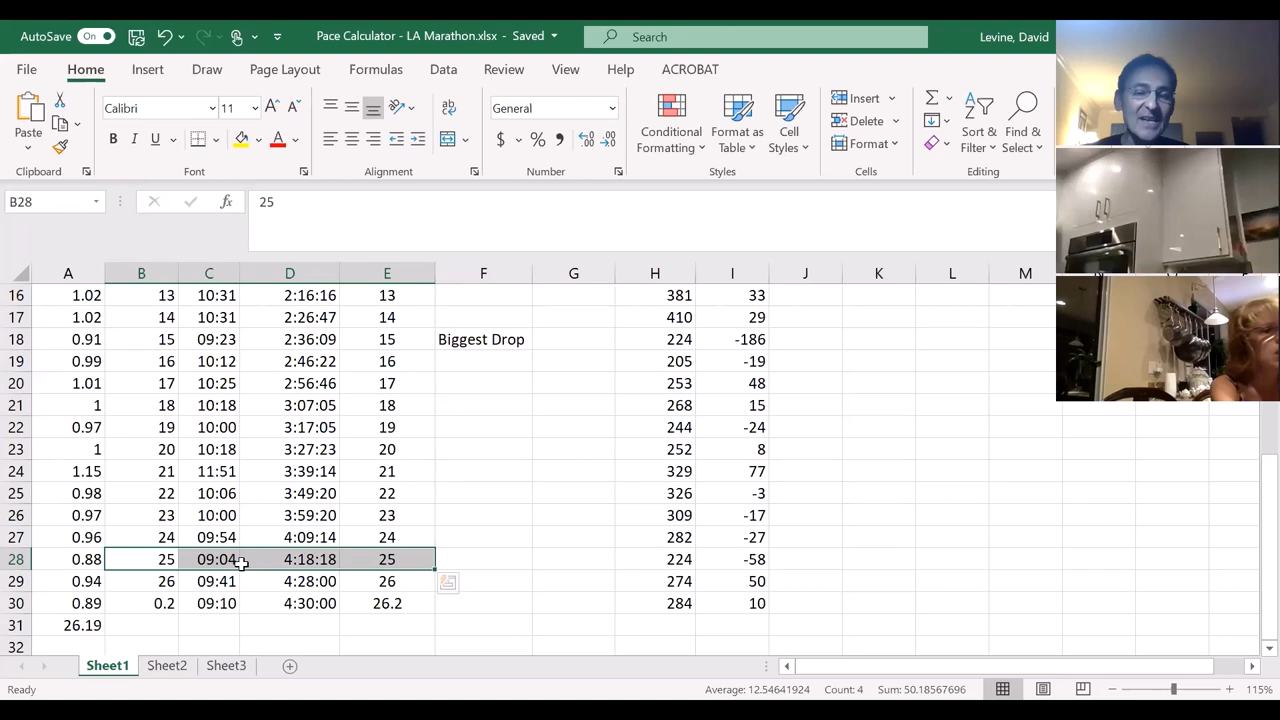 AutoSave On Pace Calculator - LA Marathon.xlsx - Saved Search Levine, David
File Home Insert Draw Page Layout Formulas Data Review View Help ACROBAT
Paste
Clipboard
Calibri 11
B I U
Font
Alignment
General
$ % 9
Number
Conditional Formatting
Format as Table
Cell Styles
Styles
Insert
Delete
Format
Cells
Sort & Filter
Find & Select
Editing
B28 fx 25
A B C D E F G H I J K L M
16 1.02 13 10:31 2:16:16 13 381 33
17 1.02 14 10:31 2:26:47 14 410 29
18 0.91 15 09:23 2:36:09 15 Biggest Drop 224 -186
19 0.99 16 10:12 2:46:22 16 205 -19
20 1.01 17 10:25 2:56:46 17 253 48
21 1 18 10:18 3:07:05 18 268 15
22 0.97 19 10:00 3:17:05 19 244 -24
23 1 20 10:18 3:27:23 20 252 8
24 1.15 21 11:51 3:39:14 21 329 77
25 0.98 22 10:06 3:49:20 22 326 -3
26 0.97 23 10:00 3:59:20 23 309 -17
27 0.96 24 09:54 4:09:14 24 282 -27
28 0.88 25 09:04 4:18:18 25 224 -58
29 0.94 26 09:41 4:28:00 26 274 50
30 0.89 0.2 09:10 4:30:00 26.2 284 10
31 26.19
32
Sheet1 Sheet2 Sheet3
Ready Average: 12.54641924 Count: 4 Sum: 50.18567696 115%